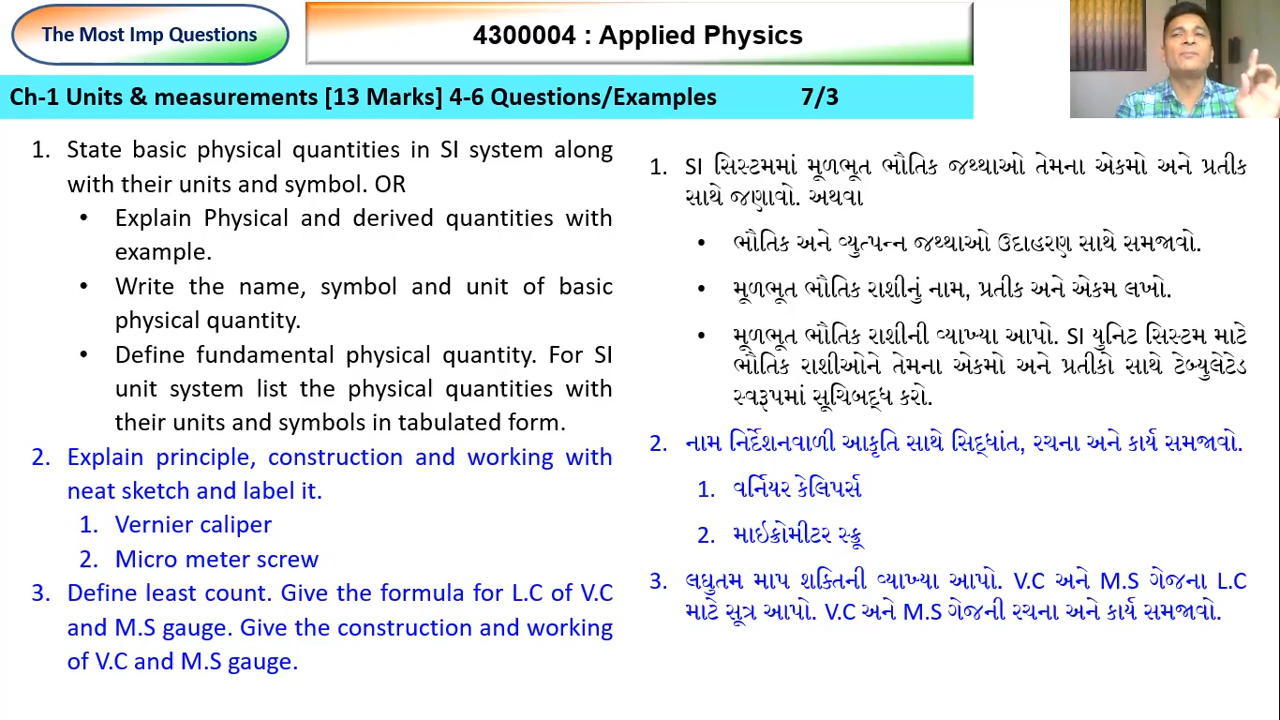 The Most Imp Questions
4300004 : Applied Physics
Ch-1 Units & measurements [13 Marks] 4-6 Questions/Examples 7/3
1. State basic physical quantities in SI system along
with their units and symbol. OR
• Explain Physical and derived quantities with
example.
• Write the name, symbol and unit of basic
physical quantity.
• Define fundamental physical quantity. For SI
unit system list the physical quantities with
their units and symbols in tabulated form.
2. Explain principle, construction and working with
neat sketch and label it.
1. Vernier caliper
2. Micro meter screw
3. Define least count. Give the formula for L.C of V.C
and M.S gauge. Give the construction and working
of V.C and M.S gauge.
1. SI સિસ્ટમમાં મૂળભૂત ભૌતિક જથ્થાઓ તેમના એકમો અને પ્રતીક
સાથે જણાવો. અથવા
• ભૌતિક અને વ્યુત્પન્ન જથ્થાઓ ઉદાહરણ સાથે સમજાવો.
• મૂળભૂત ભૌતિક રાશીનું નામ, પ્રતીક અને એકમ લખો.
• મૂળભૂત ભૌતિક રાશીની વ્યાખ્યા આપો. SI યુનિટ સિસ્ટમ માટે
ભૌતિક રાશીઓને તેમના એકમો અને પ્રતીકો સાથે ટેબ્યુલેટેડ
સ્વરૂપમાં સૂચિબદ્ધ કરો.
2. નામ નિર્દેશનવાળી આકૃતિ સાથે સિદ્ધાંત, રચના અને કાર્ય સમજાવો.
1. વર્નિયર કેલિપર્સ
2. માઇક્રોમીટર સ્ક્રૂ
3. લઘુતમ માપ શક્તિની વ્યાખ્યા આપો. V.C અને M.S ગેજના L.C
માટે સૂત્ર આપો. V.C અને M.S ગેજની રચના અને કાર્ય સમજાવો.